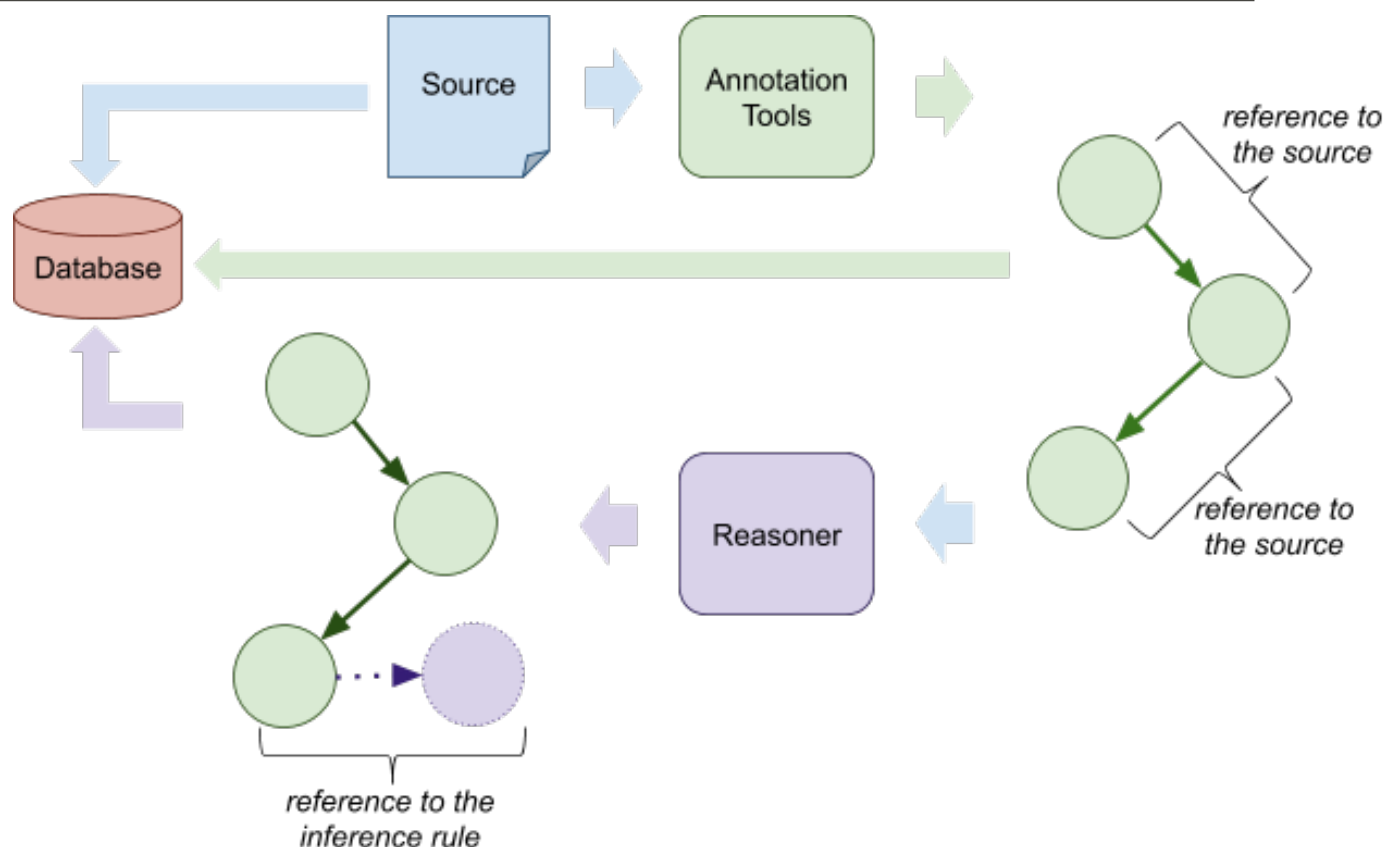 Source
Annotation
Tools
reference to
the source
Database
reference to
the source
Reasoner
reference to the
inference rule